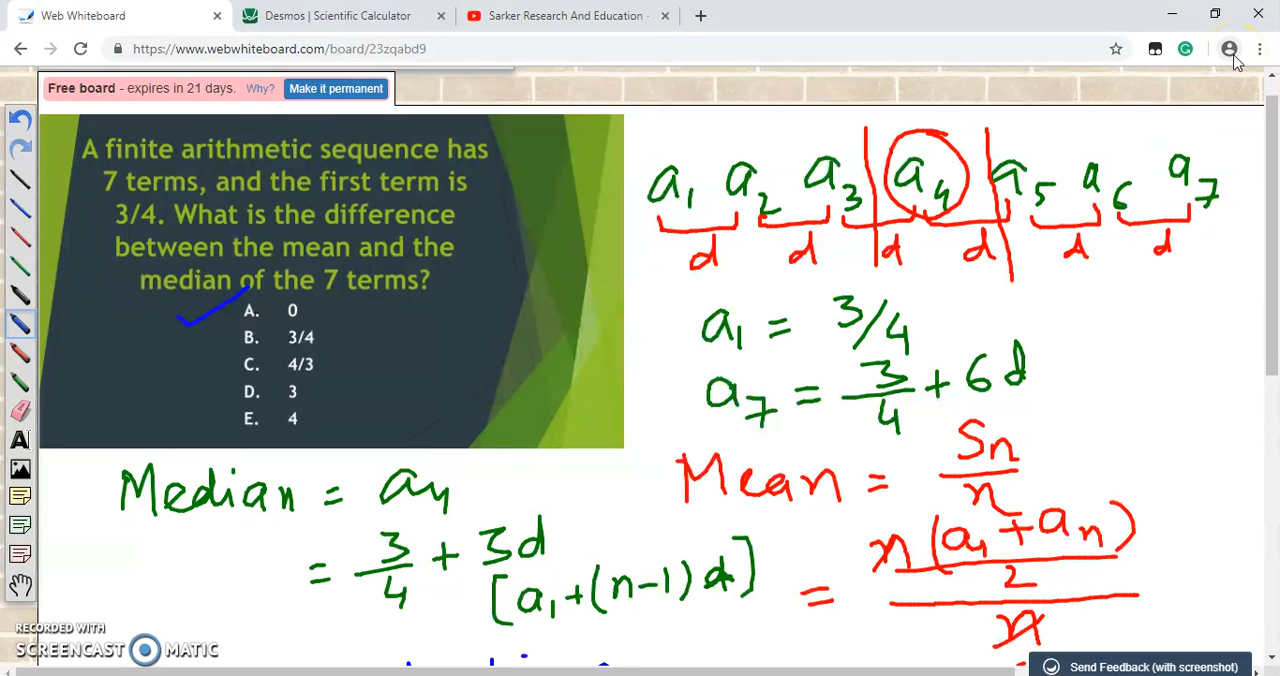 Web Whiteboard
Desmos | Scientific Calculator
Sarker Research And Education -
https://www.webwhiteboard.com/board/23zqabd9
Free board - expires in 21 days. Why? Make it permanent
A finite arithmetic sequence has
7 terms, and the first term is
3/4. What is the difference
between the mean and the
median of the 7 terms?
A. 0
B. 3/4
C. 4/3
D. 3
E. 4
a1 a2 a3 a4 a5 a6 a7
d d d d d d
a1 = 3/4
a7 = 3/4 + 6d
Mean = Sn/n
= n(a1 + an)/2 / n
Median = a4
= 3/4 + 3d
[a1 + (n-1)d]
A
RECORDED WITH
SCREENCAST MATIC
Send Feedback (with screenshot)